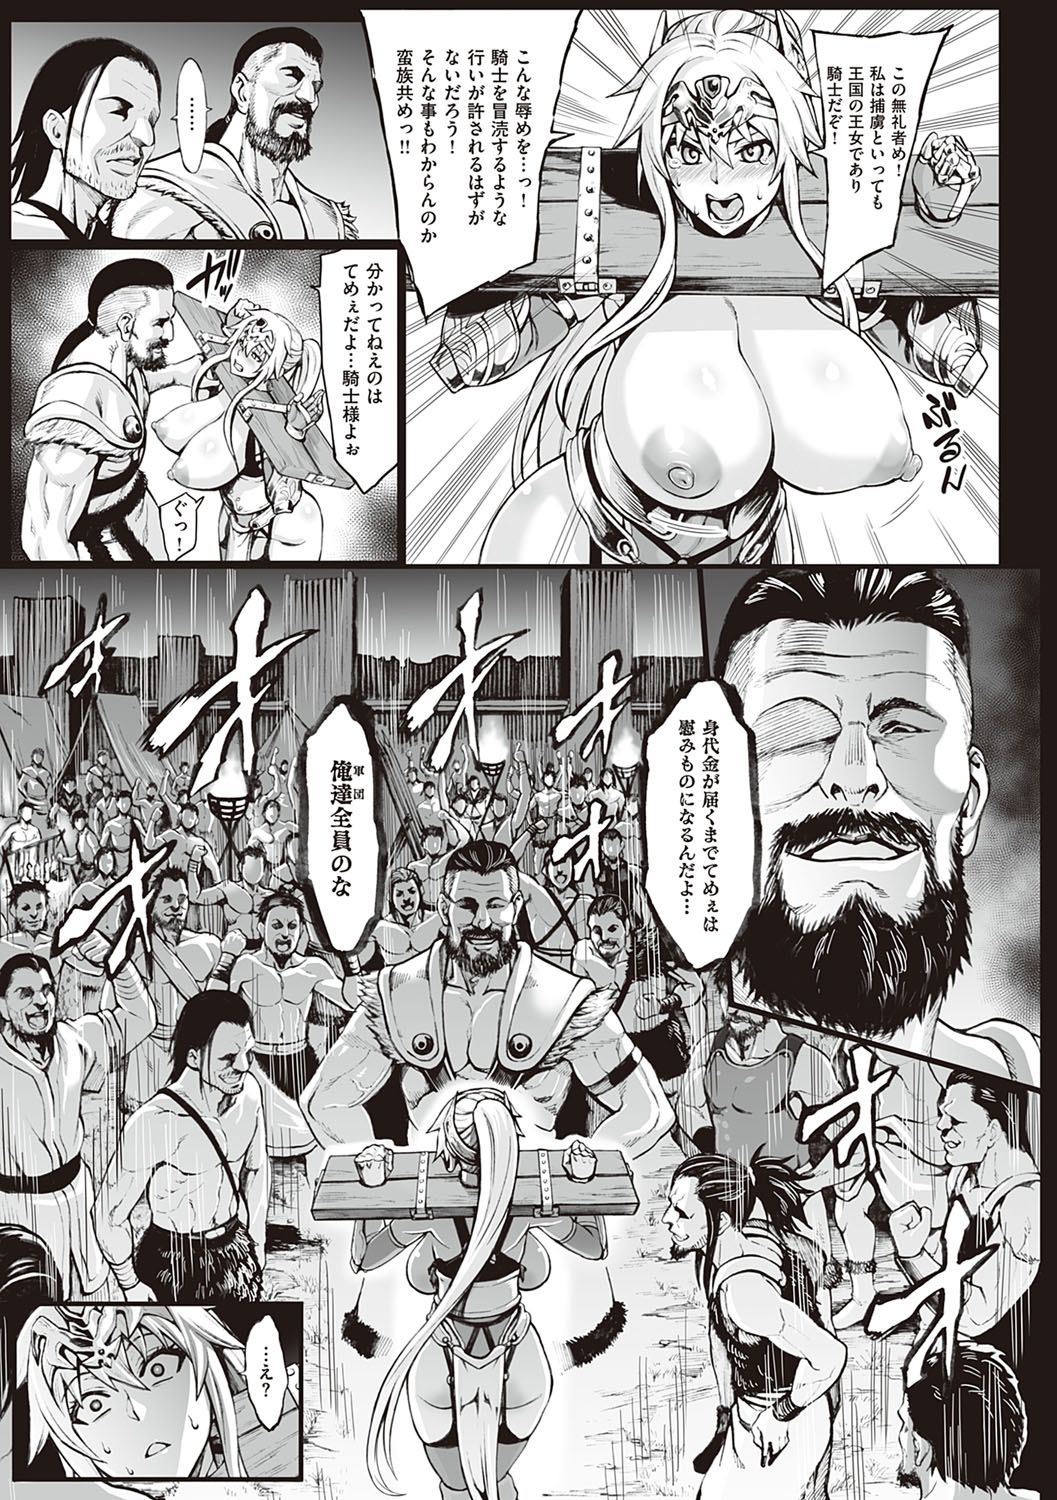 この無礼者め！
私は捕虜といっても
王国の王女であり
騎士だぞ！
こんな辱めを…っ！
騎士を冒涜するような
行いが許されるはずが
ないだろう！
そんな事もわからんのか
蛮族共めっ!!
ぶるん
……
ガッ
分かってねえのは
てめぇだよ…騎士様よぉ
ぐっ！
身代金が届くまでてめぇは
慰みものになるんだよ…
軍団
俺達全員のな
オ
オ
オ
オ
オ
オ
オ
オ
…え？